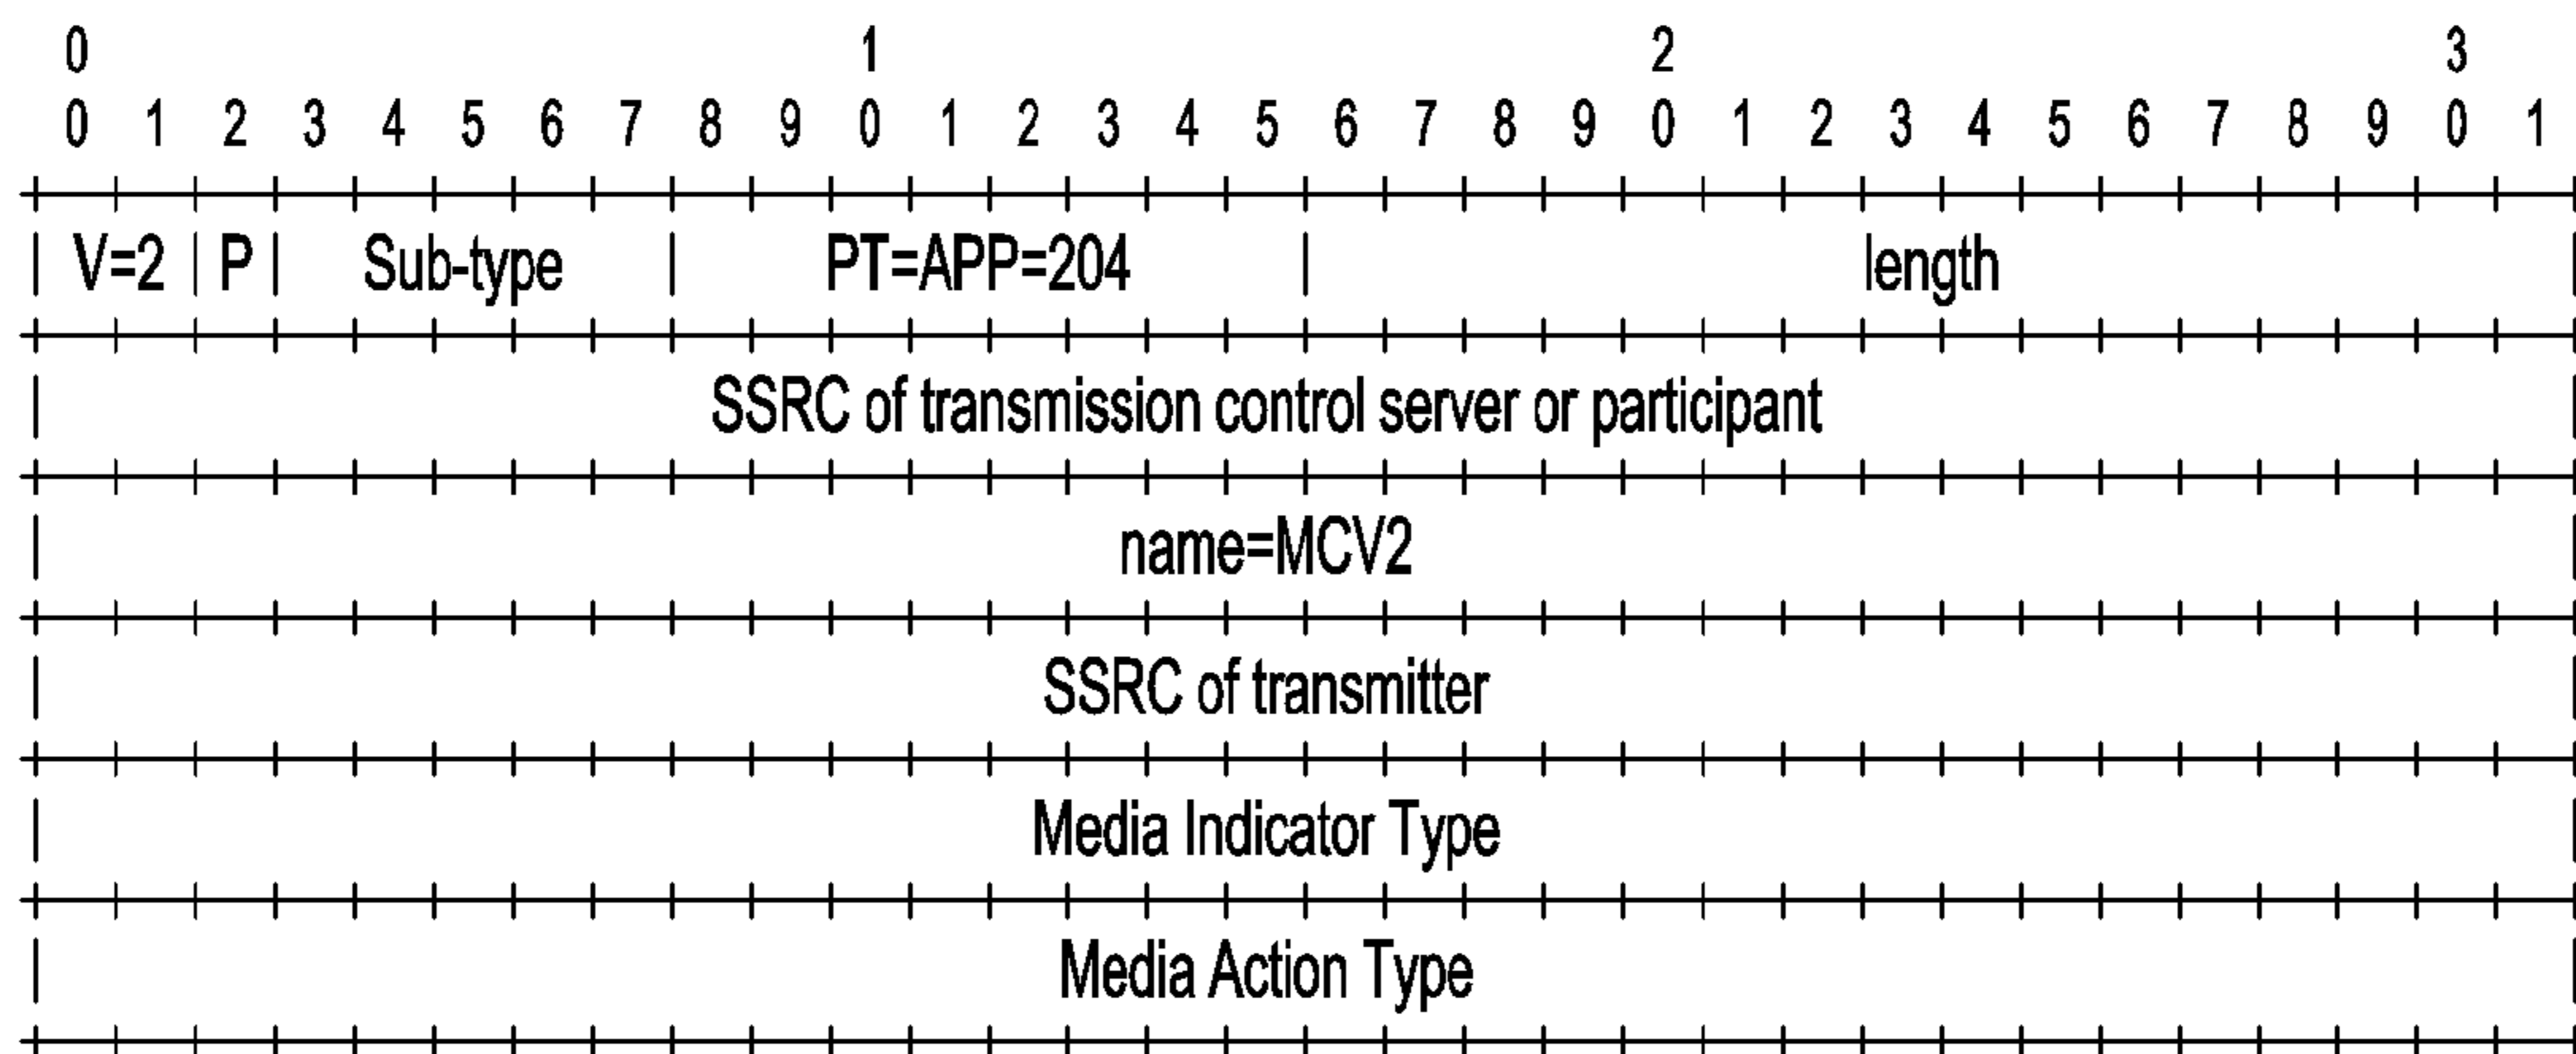 0 1 2 3
0 1 2 3 4 5 6 7 8 9 0 1 2 3 4 5 6 7 8 9 0 1 2 3 4 5 6 7 8 9 0 1
V=2 P Sub-type PT=APP=204 length
SSRC of transmission control server or participant
name=MCV2
SSRC of transmitter
Media Indicator Type
Media Action Type